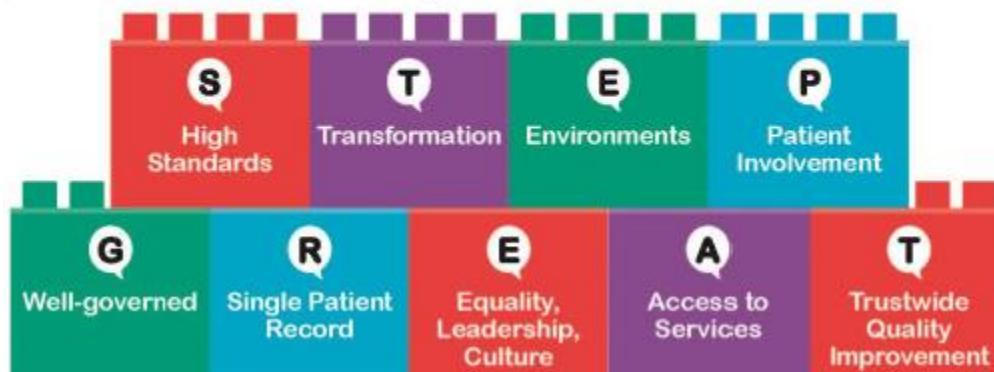 S
High
Standards
T
Transformation
E
Environments
P
Patient
Involvement
G
Well-governed
R
Single Patient
Record
E
Equality,
Leadership,
Culture
A
Access to
Services
T
Trustwide
Quality
Improvement